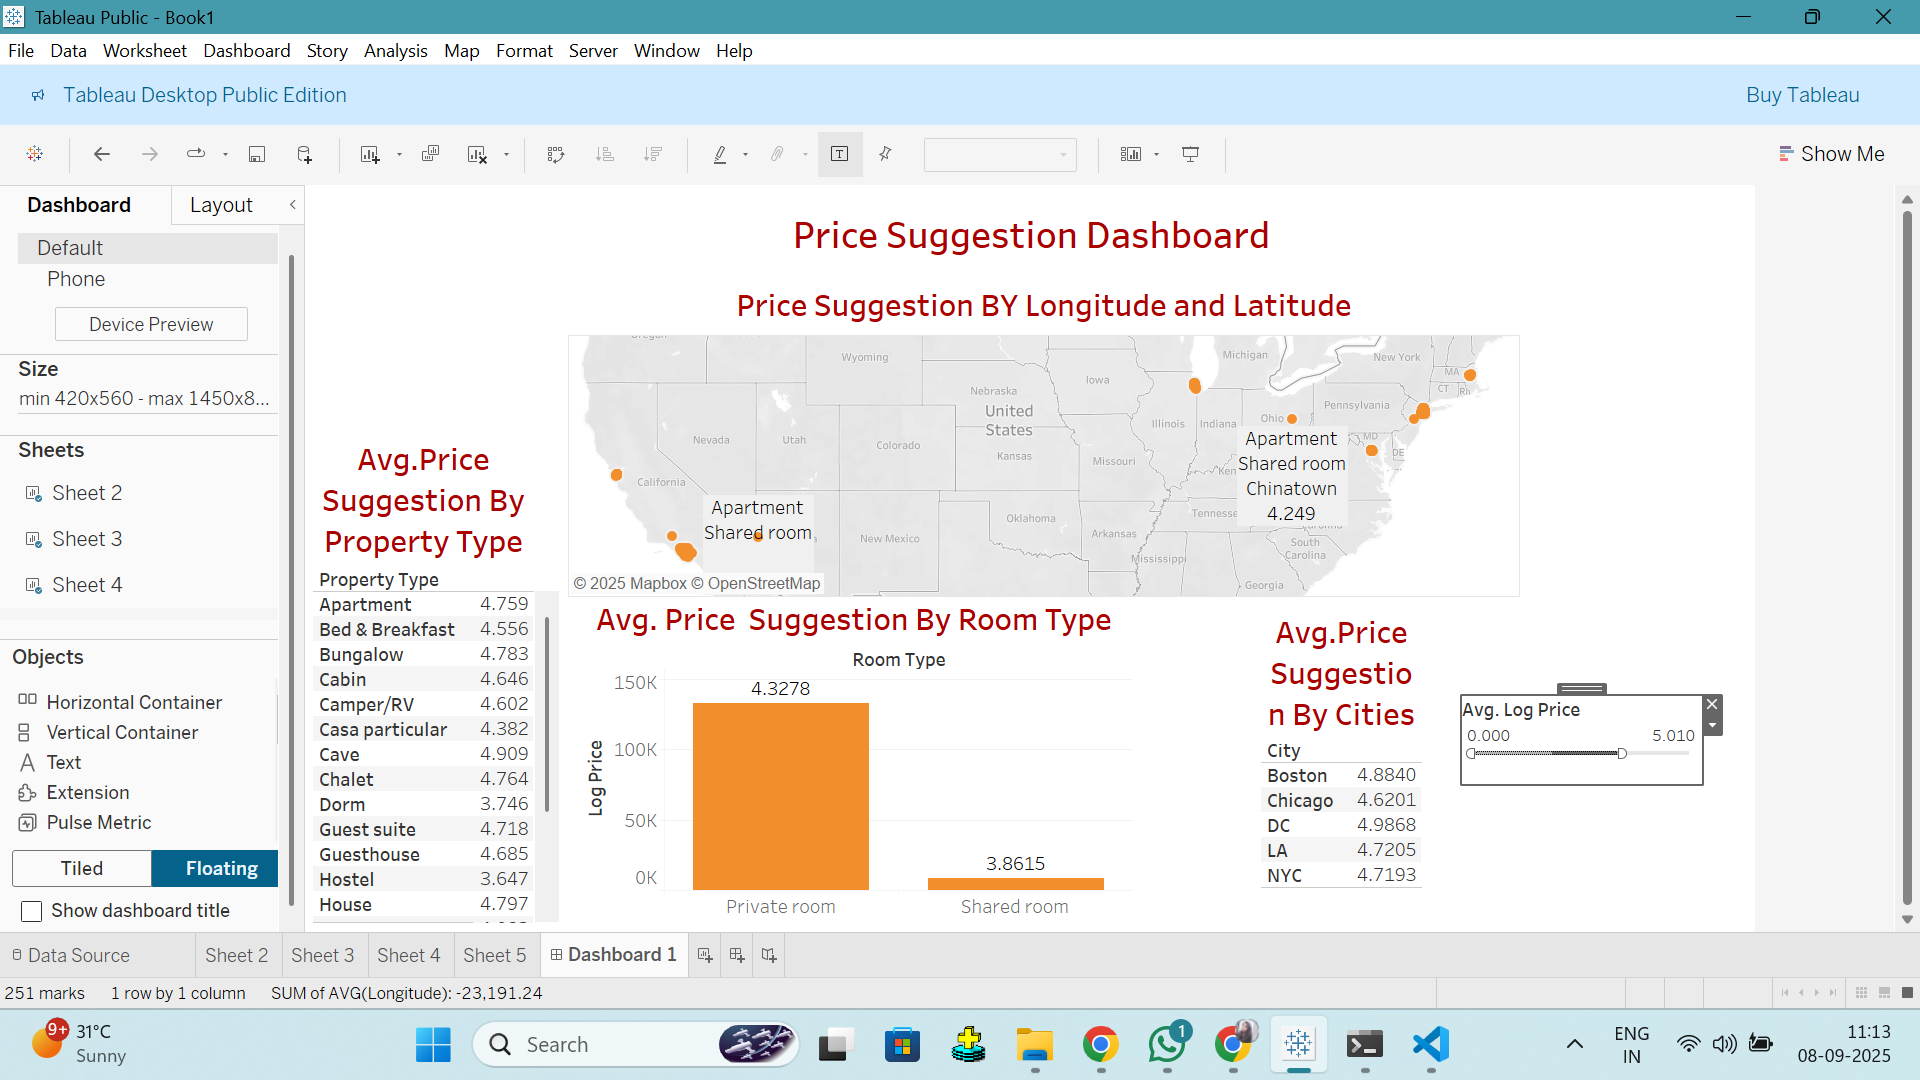 Tableau Public - Book1
File Data Worksheet Dashboard Story Analysis Map Format Server Window Help
Tableau Desktop Public Edition
Buy Tableau
Show Me
Dashboard
Layout
Default
Phone
Device Preview
Size
min 420x560 - max 1450x8...
Sheets
Sheet 2
Sheet 3
Sheet 4
Objects
Horizontal Container
Vertical Container
Text
Extension
Pulse Metric
Tiled
Floating
Show dashboard title
Price Suggestion Dashboard
Price Suggestion BY Longitude and Latitude
Wyoming
Michigan
New York
MA
CT
Iowa
Nebraska
United
States
Pennsylvania
Ohio
Illinois
Indiana
Nevada
Utah
Colorado
Kansas
Missouri
MD
DE
California
Oklahoma
Arkansas
New Mexico
Mississippi
South
Carolina
Georgia
Apartment
Shared room
Chinatown
4.249
Apartment
Shared room
© 2025 Mapbox © OpenStreetMap
Avg.Price
Suggestion By
Property Type
Property Type
Apartment 4.759
Bed & Breakfast 4.556
Bungalow 4.783
Cabin 4.646
Camper/RV 4.602
Casa particular 4.382
Cave 4.909
Chalet 4.764
Dorm 3.746
Guest suite 4.718
Guesthouse 4.685
Hostel 3.647
House 4.797
Avg. Price Suggestion By Room Type
Room Type
150K
100K
50K
0K
Log Price
4.3278
3.8615
Private room
Shared room
Avg.Price
Suggestio
n By Cities
City
Boston 4.8840
Chicago 4.6201
DC 4.9868
LA 4.7205
NYC 4.7193
Avg. Log Price
0.000 5.010
Data Source
Sheet 2
Sheet 3
Sheet 4
Sheet 5
Dashboard 1
251 marks 1 row by 1 column SUM of AVG(Longitude): -23,191.24
9+
31°C
Sunny
Search
1
ENG
IN
11:13
08-09-2025